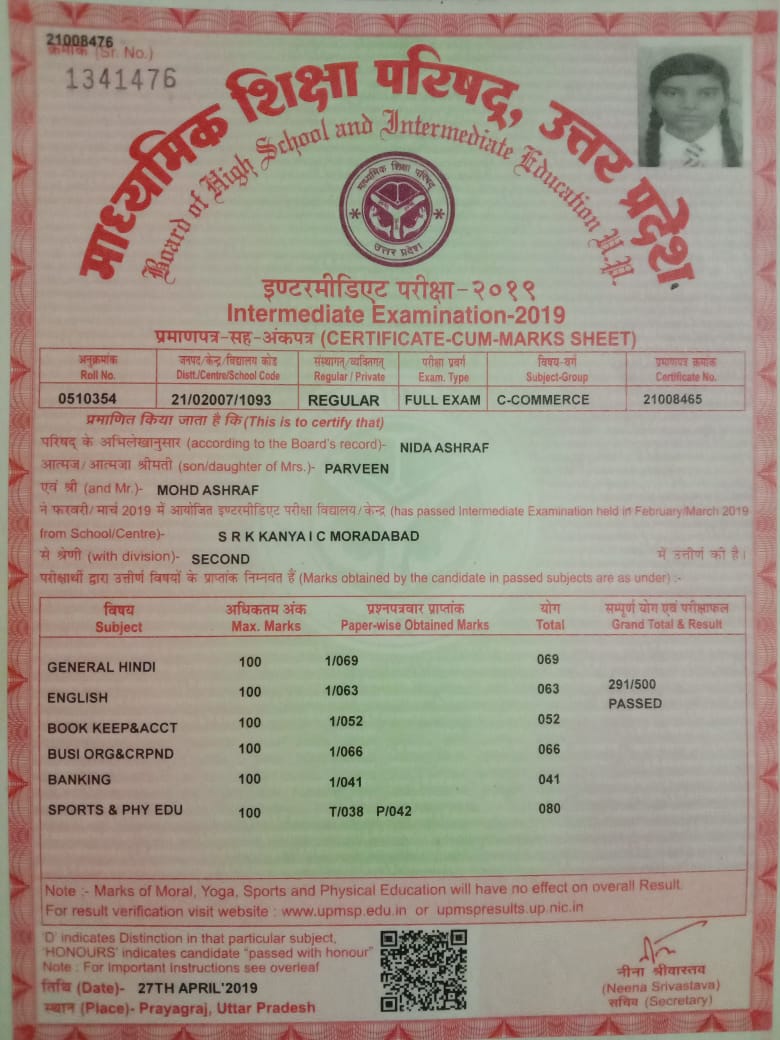 21008476
क्रमांक (Sr. No.)
1341476
माध्यमिक शिक्षा परिषद्, उत्तर प्रदेश
Board of High School and Intermediate Education U.P.
माध्यमिक शिक्षा परिषद्
उत्तर प्रदेश
इण्टरमीडिएट परीक्षा-२०१९
Intermediate Examination-2019
प्रमाणपत्र-सह-अंकपत्र (CERTIFICATE-CUM-MARKS SHEET)
अनुक्रमांक जनपद/केन्द्र/विद्यालय कोड संस्थागत/व्यक्तिगत् परीक्षा प्रवर्ग विषय-वर्ग प्रमाणपत्र क्रमांक
Roll No. Distt./Centre/School Code Regular / Private Exam. Type Subject-Group Certificate No.
0510354 21/02007/1093 REGULAR FULL EXAM C-COMMERCE 21008465
प्रमाणित किया जाता है कि (This is to certify that)
परिषद् के अभिलेखानुसार (according to the Board's record)- NIDA ASHRAF
आत्मज/आत्मजा श्रीमती (son/daughter of Mrs.)- PARVEEN
एवं श्री (and Mr.)- MOHD ASHRAF
ने फरवरी/मार्च 2019 में आयोजित इण्टरमीडिएट परीक्षा विद्यालय/केन्द्र (has passed Intermediate Examination held in February/March 2019
from School/Centre)- S R K KANYA I C MORADABAD
से श्रेणी (with division)- SECOND में उत्तीर्ण की है।
परीक्षार्थी द्वारा उत्तीर्ण विषयों के प्राप्तांक निम्नवत हैं (Marks obtained by the candidate in passed subjects are as under) :-
विषय अधिकतम अंक प्रश्नपत्रवार प्राप्तांक योग सम्पूर्ण योग एवं परीक्षाफल
Subject Max. Marks Paper-wise Obtained Marks Total Grand Total & Result
GENERAL HINDI 100 1/069 069
ENGLISH 100 1/063 063 291/500
PASSED
BOOK KEEP&ACCT 100 1/052 052
BUSI ORG&CRPND 100 1/066 066
BANKING 100 1/041 041
SPORTS & PHY EDU 100 T/038 P/042 080
Note :- Marks of Moral, Yoga, Sports and Physical Education will have no effect on overall Result.
For result verification visit website : www.upmsp.edu.in or upmspresults.up.nic.in
'D' indicates Distinction in that particular subject,
'HONOURS' indicates candidate "passed with honour"
Note : For Important Instructions see overleaf
तिथि (Date)- 27TH APRIL'2019
स्थान (Place)- Prayagraj, Uttar Pradesh
नीना श्रीवास्तव
(Neena Srivastava)
सचिव (Secretary)